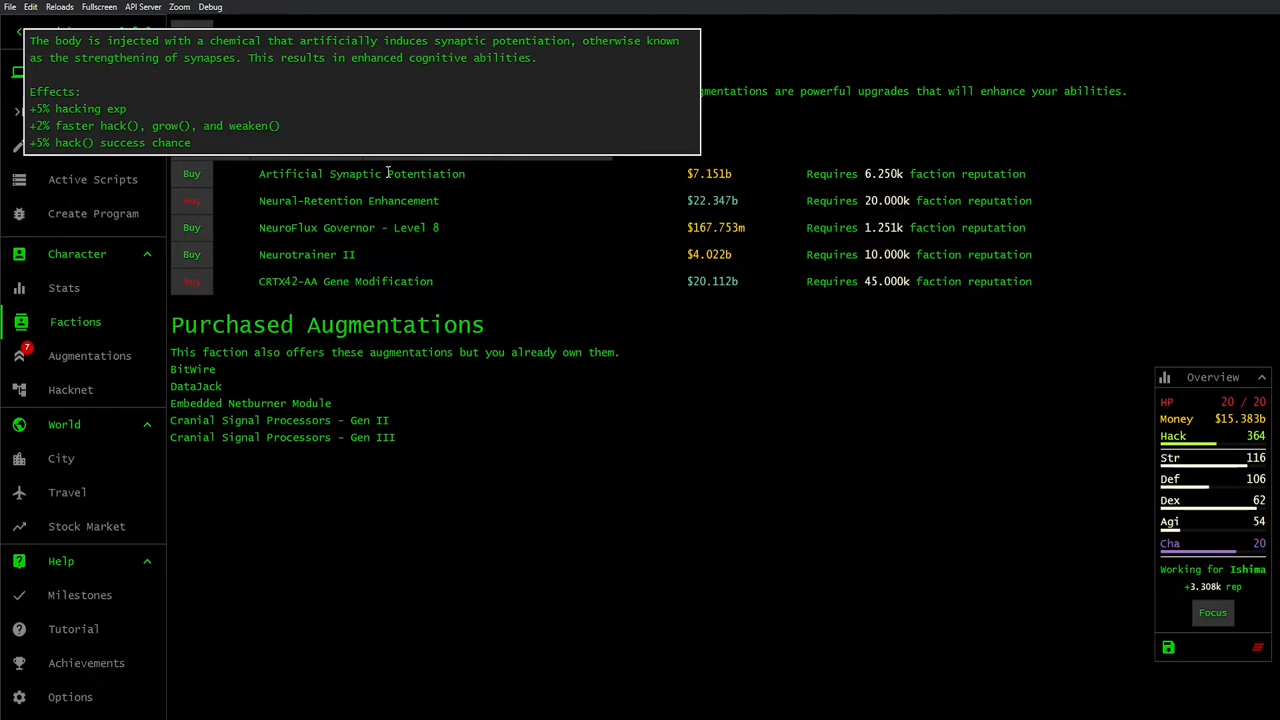 File Edit Reloads Fullscreen API Server Zoom Debug
The body is injected with a chemical that artificially induces synaptic potentiation, otherwise known
as the strengthening of synapses. This results in enhanced cognitive abilities.
Effects:
+5% hacking exp
+2% faster hack(), grow(), and weaken()
+5% hack() success chance
gmentations are powerful upgrades that will enhance your abilities.
Buy Artificial Synaptic Potentiation $7.151b Requires 6.250k faction reputation
Buy Neural-Retention Enhancement $22.347b Requires 20.000k faction reputation
Buy NeuroFlux Governor - Level 8 $167.753m Requires 1.251k faction reputation
Buy Neurotrainer II $4.022b Requires 10.000k faction reputation
Buy CRTX42-AA Gene Modification $20.112b Requires 45.000k faction reputation
Purchased Augmentations
This faction also offers these augmentations but you already own them.
BitWire
DataJack
Embedded Netburner Module
Cranial Signal Processors - Gen II
Cranial Signal Processors - Gen III
Active Scripts
Create Program
Character
Stats
Factions
7
Augmentations
Hacknet
World
City
Travel
Stock Market
Help
Milestones
Tutorial
Achievements
Options
Overview
HP 20 / 20
Money $15.383b
Hack 364
Str 116
Def 106
Dex 62
Agi 54
Cha 20
Working for Ishima
+3.308k rep
Focus